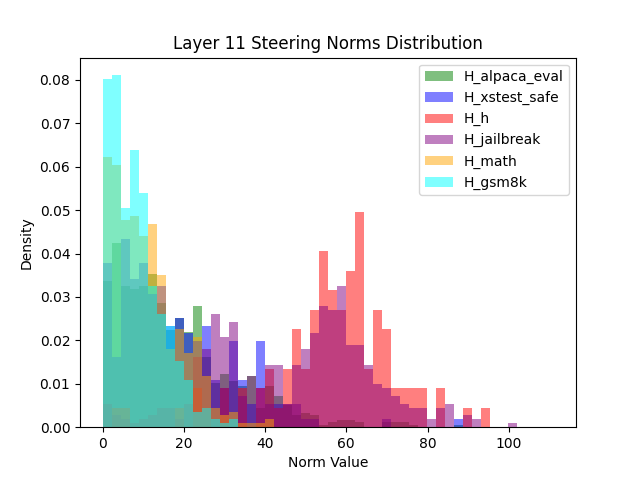 Layer 11 Steering Norms Distribution
H_alpaca_eval
H_xstest_safe
H_h
H_jailbreak
H_math
H_gsm8k
Density
0.08
0.07
0.06
0.05
0.04
0.03
0.02
0.01
0.00
0 20 40 60 80 100
Norm Value